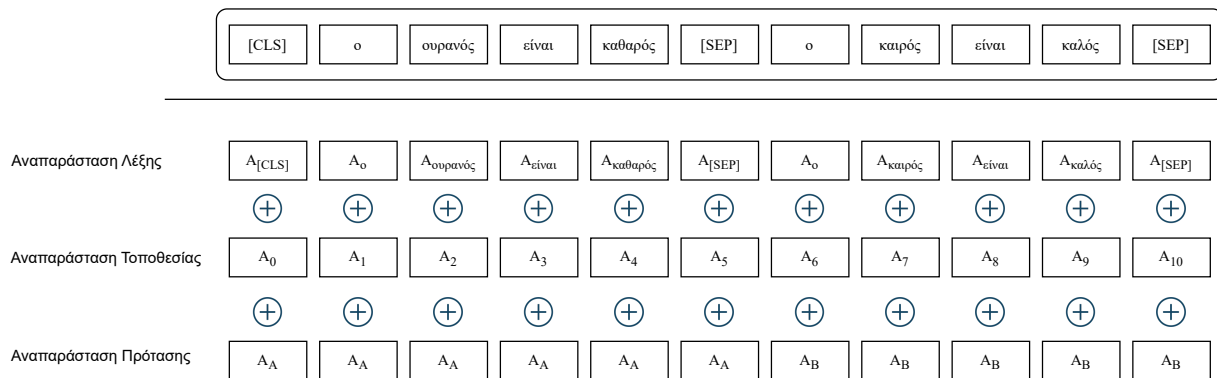 [CLS] ο ουρανός είναι καθαρός [SEP] ο καιρός είναι καλός [SEP]
Αναπαράσταση Λέξης A[CLS] Aο Aουρανός Aείναι Aκαθαρός A[SEP] Aο Aκαιρός Aείναι Aκαλός A[SEP]
Αναπαράσταση Τοποθεσίας A0 A1 A2 A3 A4 A5 A6 A7 A8 A9 A10
Αναπαράσταση Πρότασης AA AA AA AA AA AA AB AB AB AB AB